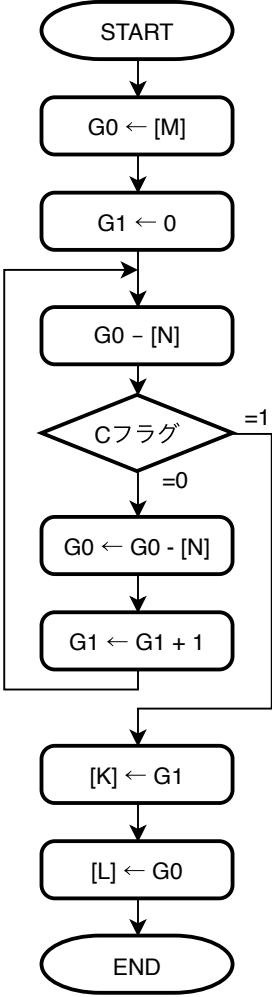 START
G0 ← [M]
G1 ← 0
G0 − [N]
Cフラグ
=1
=0
G0 ← G0 - [N]
G1 ← G1 + 1
[K] ← G1
[L] ← G0
END